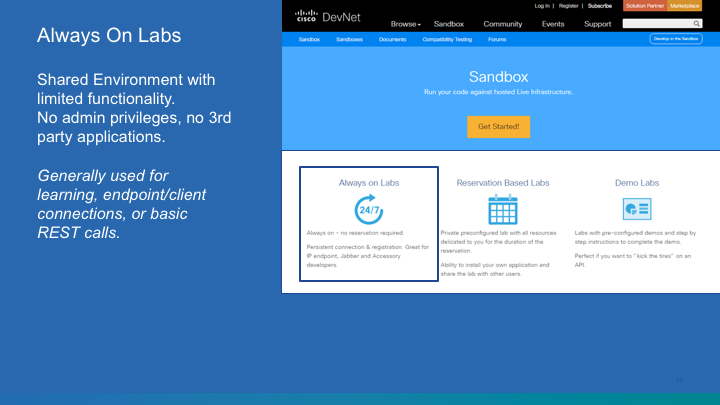 Always On Labs
Shared Environment with
limited functionality.
No admin privileges, no 3rd
party applications.
Generally used for
learning, endpoint/client
connections, or basic
REST calls.
Log In | Register | Subscribe
Solution Partner
Marketplace
CISCO DevNet
Browse
Sandbox
Community
Events
Support
Sandbox
Sandboxes
Documents
Compatibility Testing
Forums
Develop in the Sandbox
Sandbox
Run your code against hosted Live Infrastructure.
Get Started!
Always on Labs
24/7
Always on - no reservation required.
Persistent connection & registration. Great for
IP endpoint, Jabber and Accessory
developers.
Reservation Based Labs
Private preconfigured lab with all resources
dedicated to you for the duration of the
reservation.
Ability to install your own application and
share the lab with other users.
Demo Labs
Labs with pre-configured demos and step by
step instructions to complete the demo.
Perfect if you want to "kick the tires" on an
API.